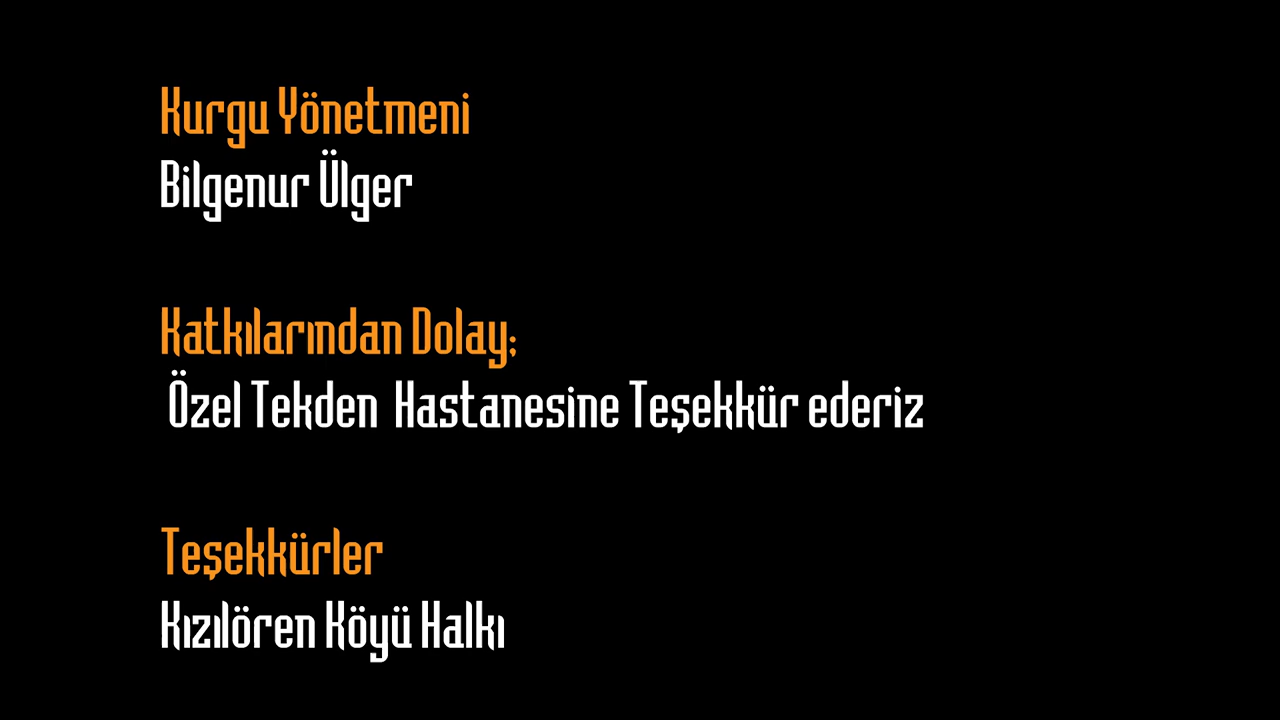 Kurgu Yönetmeni
Bilgenur Ülger
Katkılarından Dolay;
Özel Tekden Hastanesine Teşekkür ederiz
Teşekkürler
Kızılören Köyü Halkı